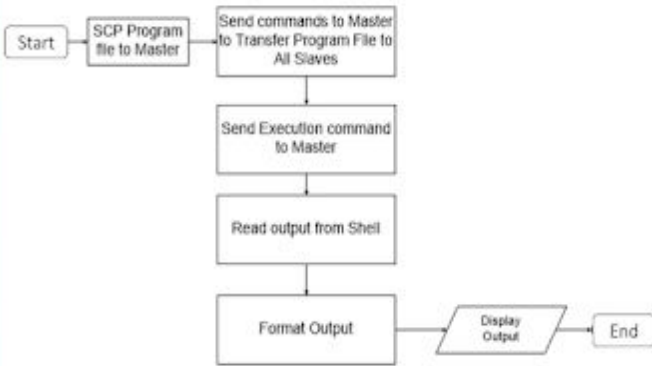 Start
SCP Program
file to Master
Send commands to Master
to Transfer Program File to
All Slaves
Send Execution command
to Master
Read output from Shell
Format Output
Display
Output
End